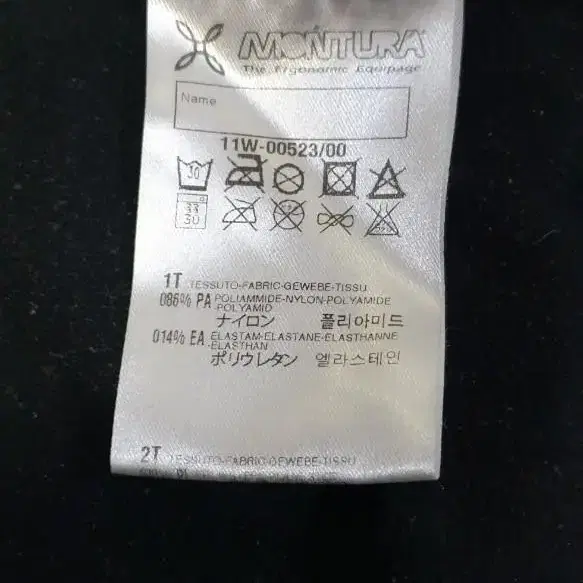 MONTURA
The Ergonomic Equipage
Name
11W-00523/00
30
33
30
1T TESSUTO-FABRIC-GEWEBE-TISSU
086% PA POLIAMMIDE-NYLON-POLYAMIDE
-POLYAMID
ナイロン 플리아미드
014% EA ELASTAM-ELASTANE-ELASTHANNE
-ELASTHAN
ポリウレタン 엘라스테인
2T TESSUTO-FABRIC-GEWEBE-TISSU